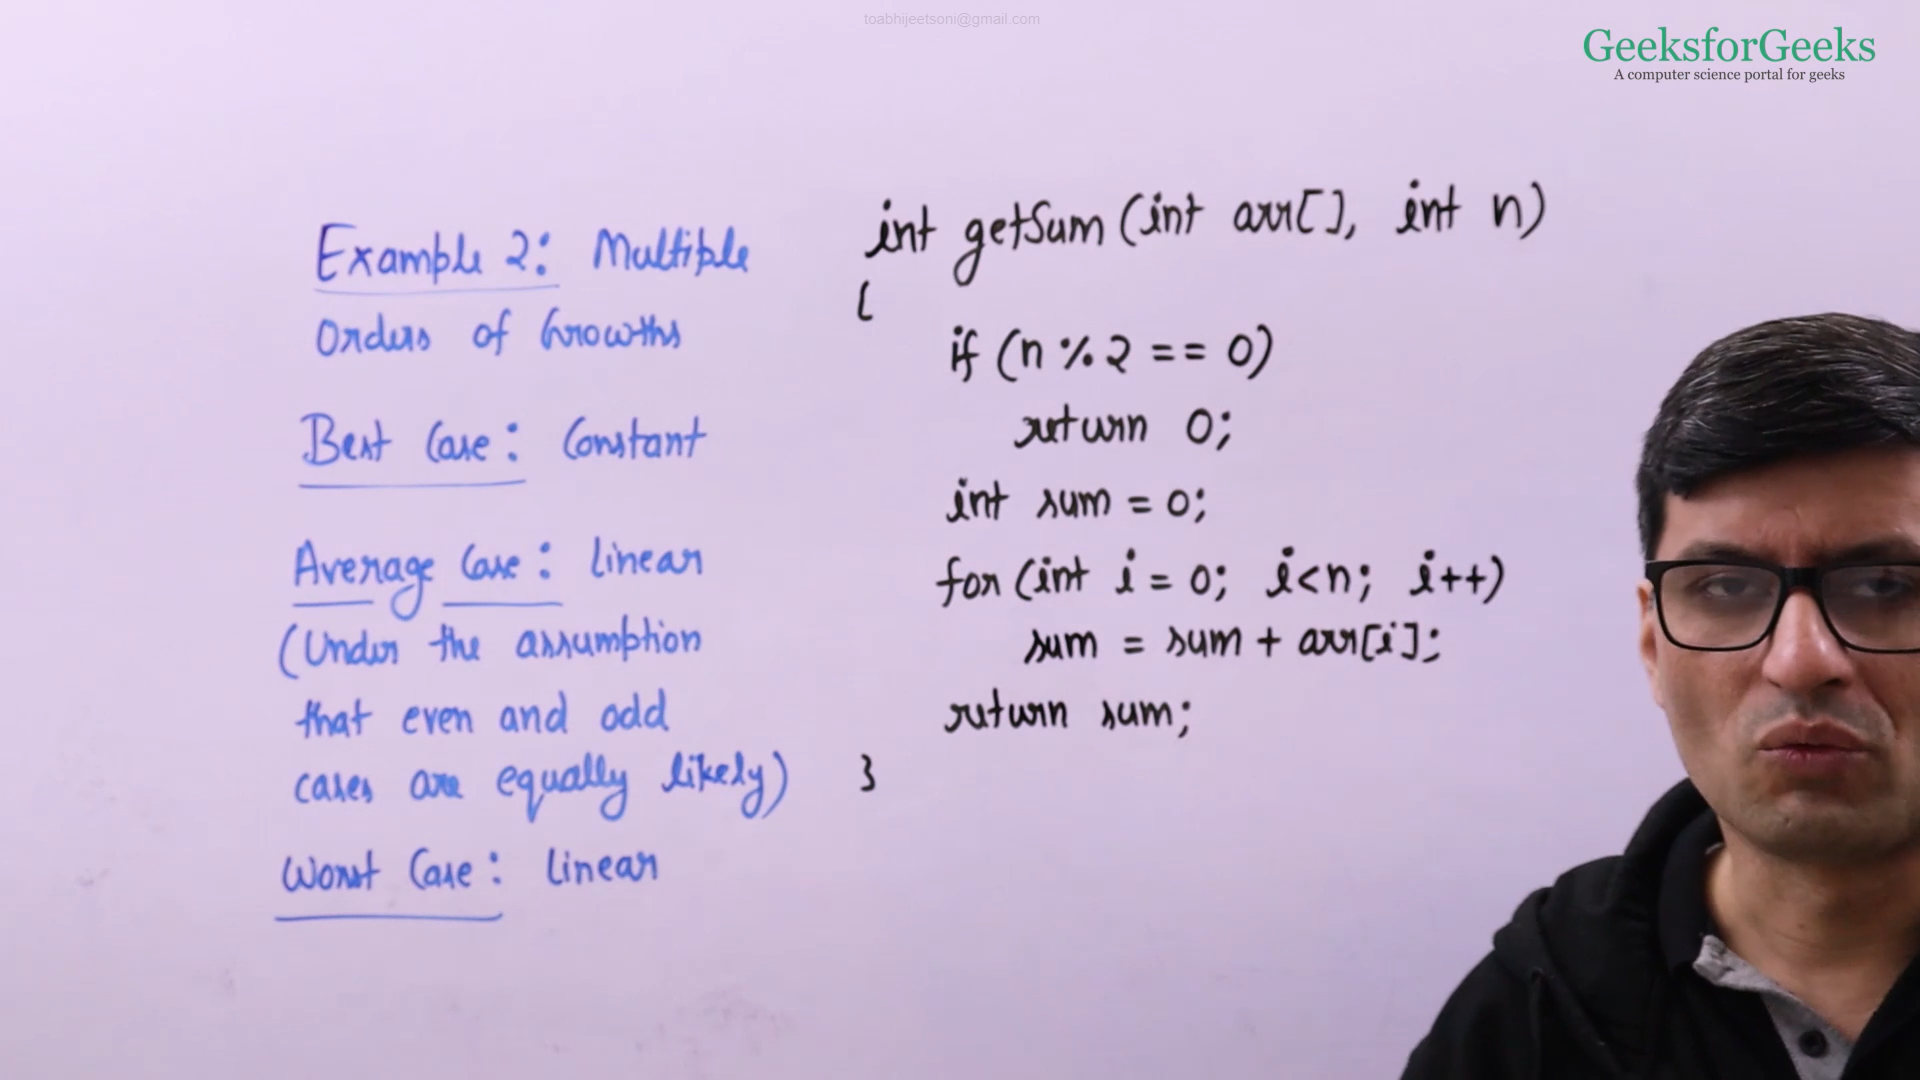 toabhijeetsoni@gmail.com
GeeksforGeeks
A computer science portal for geeks
Example 2: Multiple
Orders of Growths
Best Case: Constant
Average Case: Linear
(Under the assumption
that even and odd
cases are equally likely)
Worst Case: Linear
int getSum(int arr[], int n)
{
if (n % 2 == 0)
return 0;
int sum = 0;
for (int i = 0; i<n; i++)
sum = sum + arr[i];
return sum;
}